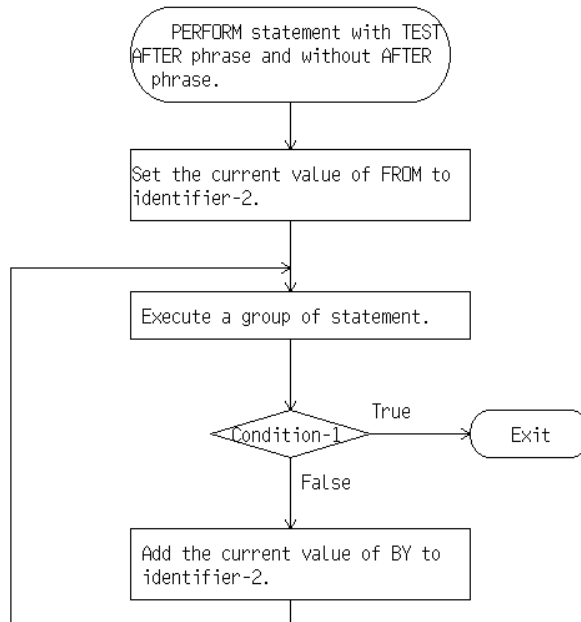 PERFORM statement with TEST
AFTER phrase and without AFTER
phrase.
Set the current value of FROM to
identifier-2.
Execute a group of statement.
Condition-1
True
Exit
False
Add the current value of BY to
identifier-2.